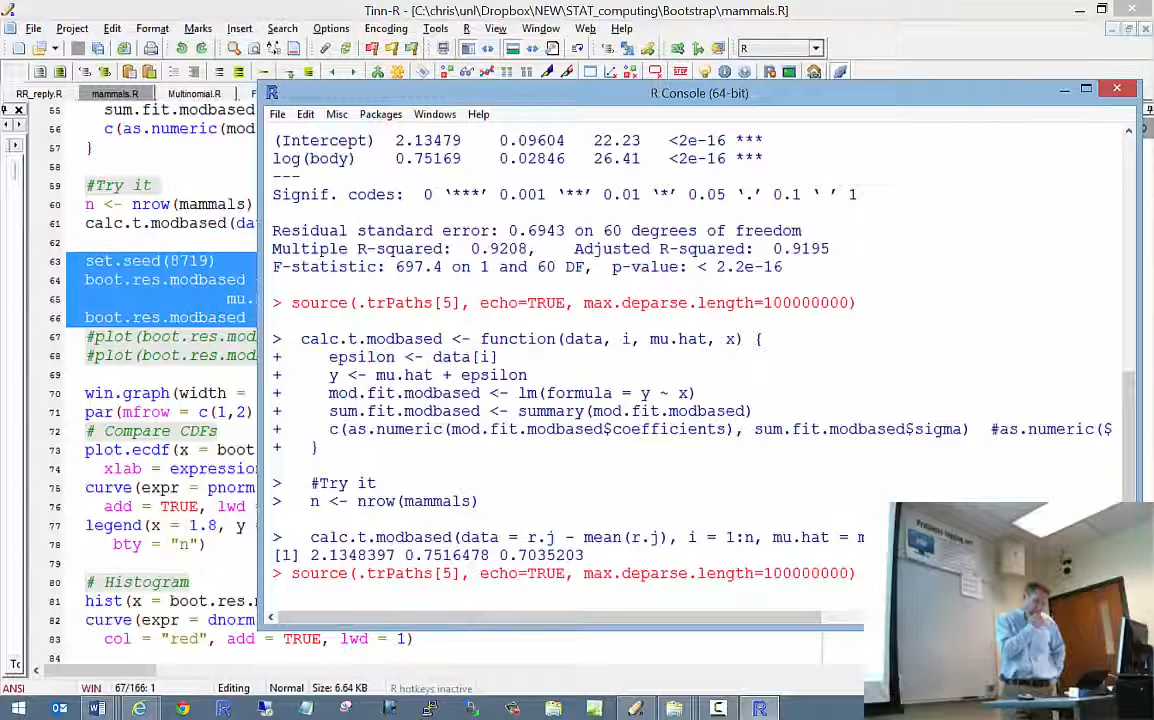 Tinn-R - [C:\chris\unl\Dropbox\NEW\STAT_computing\Bootstrap\mammals.R]
File Project Edit Format Marks Insert Search Options Encoding Tools R View Window Web Help
R
RR_reply.R mammals.R Multinomial.R
R Console (64-bit)
File Edit Misc Packages Windows Help
55 sum.fit.modbased
56 c(as.numeric(mod
57 }
58
59 #Try it
60 n <- nrow(mammals)
61 calc.t.modbased(da
62
63 set.seed(8719)
64 boot.res.modbased
65 mu.
66 boot.res.modbased
67 #plot(boot.res.mod
68 #plot(boot.res.mod
69
70 win.graph(width =
71 par(mfrow = c(1,2)
72 # Compare CDFs
73 plot.ecdf(x = boot
74 xlab = expression
75 curve(expr = pnorm
76 add = TRUE, lwd
77 legend(x = 1.8, y
78 bty = "n")
79
80 # Histogram
81 hist(x = boot.res.
82 curve(expr = dnorm
83 col = "red", add = TRUE, lwd = 1)
84
(Intercept) 2.13479 0.09604 22.23 <2e-16 ***
log(body) 0.75169 0.02846 26.41 <2e-16 ***
---
Signif. codes: 0 ‘***’ 0.001 ‘**’ 0.01 ‘*’ 0.05 ‘.’ 0.1 ‘ ’ 1
Residual standard error: 0.6943 on 60 degrees of freedom
Multiple R-squared: 0.9208, Adjusted R-squared: 0.9195
F-statistic: 697.4 on 1 and 60 DF, p-value: < 2.2e-16
> source(.trPaths[5], echo=TRUE, max.deparse.length=100000000)
> calc.t.modbased <- function(data, i, mu.hat, x) {
+ epsilon <- data[i]
+ y <- mu.hat + epsilon
+ mod.fit.modbased <- lm(formula = y ~ x)
+ sum.fit.modbased <- summary(mod.fit.modbased)
+ c(as.numeric(mod.fit.modbased$coefficients), sum.fit.modbased$sigma) #as.numeric($
+ }
> #Try it
> n <- nrow(mammals)
> calc.t.modbased(data = r.j - mean(r.j), i = 1:n, mu.hat = m
[1] 2.1348397 0.7516478 0.7035203
> source(.trPaths[5], echo=TRUE, max.deparse.length=100000000)
ANSI WIN 67/166: 1 Editing Normal Size: 6.64 KB R hotkeys inactive